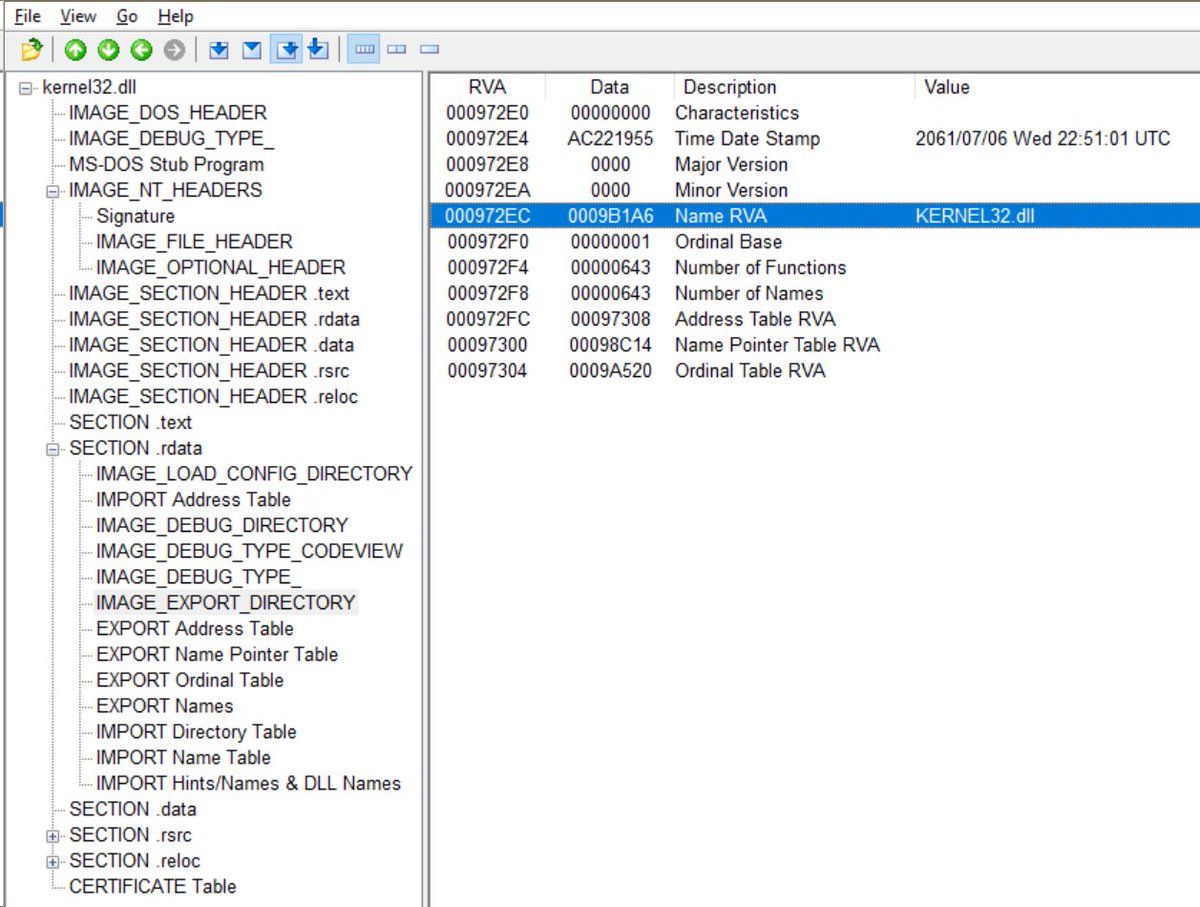 File View Go Help
kernel32.dll
IMAGE_DOS_HEADER
IMAGE_DEBUG_TYPE_
MS-DOS Stub Program
IMAGE_NT_HEADERS
Signature
IMAGE_FILE_HEADER
IMAGE_OPTIONAL_HEADER
IMAGE_SECTION_HEADER .text
IMAGE_SECTION_HEADER .rdata
IMAGE_SECTION_HEADER .data
IMAGE_SECTION_HEADER .rsrc
IMAGE_SECTION_HEADER .reloc
SECTION .text
SECTION .rdata
IMAGE_LOAD_CONFIG_DIRECTORY
IMPORT Address Table
IMAGE_DEBUG_DIRECTORY
IMAGE_DEBUG_TYPE_CODEVIEW
IMAGE_DEBUG_TYPE_
IMAGE_EXPORT_DIRECTORY
EXPORT Address Table
EXPORT Name Pointer Table
EXPORT Ordinal Table
EXPORT Names
IMPORT Directory Table
IMPORT Name Table
IMPORT Hints/Names & DLL Names
SECTION .data
SECTION .rsrc
SECTION .reloc
CERTIFICATE Table
RVA Data Description Value
000972E0 00000000 Characteristics
000972E4 AC221955 Time Date Stamp 2061/07/06 Wed 22:51:01 UTC
000972E8 0000 Major Version
000972EA 0000 Minor Version
000972EC 0009B1A6 Name RVA KERNEL32.dll
000972F0 00000001 Ordinal Base
000972F4 00000643 Number of Functions
000972F8 00000643 Number of Names
000972FC 00097308 Address Table RVA
00097300 00098C14 Name Pointer Table RVA
00097304 0009A520 Ordinal Table RVA